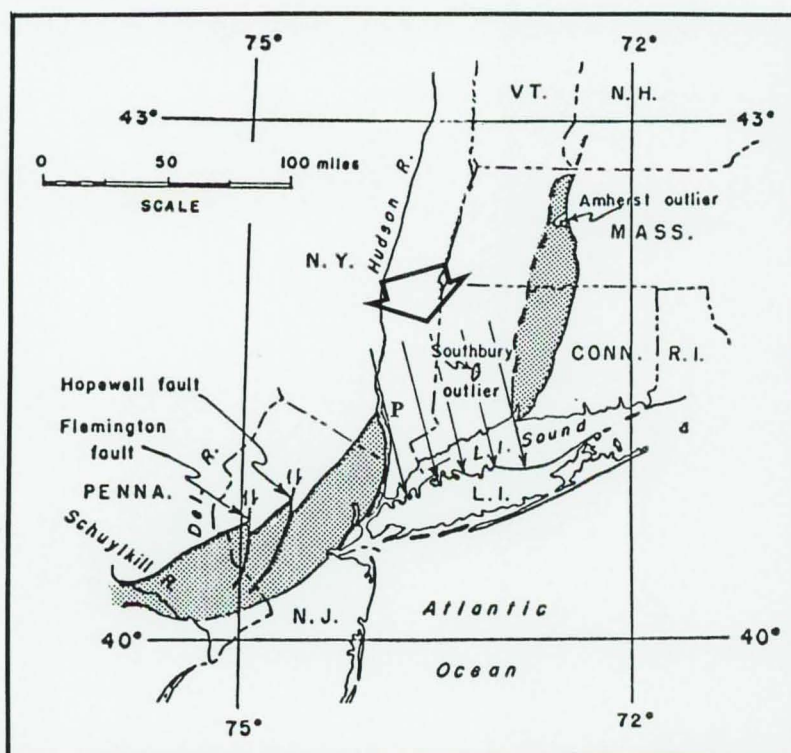 75°
72°
VT.
N.H.
43°
43°
0 50 100 miles
SCALE
Hudson R.
Amherst outlier
MASS.
N.Y.
Southbury
outlier
CONN.
R.I.
Hopewell fault
Flemington
fault
P
L.I. Sound
L.I.
PENNA.
Del. R.
Schuylkill
R.
N.J.
Atlantic
Ocean
40°
40°
75°
72°